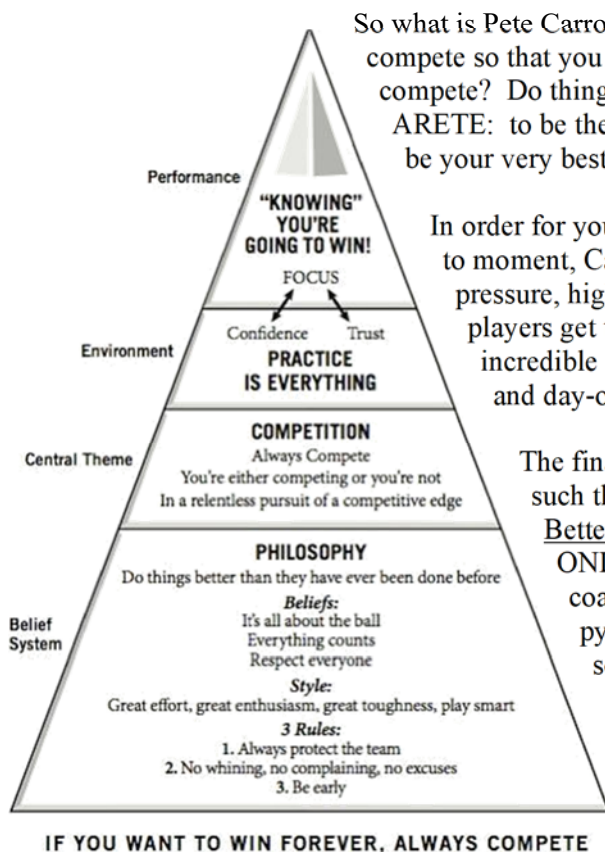 So what is Pete Carro
compete so that you
compete? Do thing
ARETE: to be the
be your very best
In order for you
to moment, Ca
pressure, hig
players get
incredible
and day-o
The fin
such th
Bette
coa
py
Performance
"KNOWING"
YOU'RE
GOING TO WIN!
FOCUS
Confidence Trust
Environment
PRACTICE
IS EVERYTHING
Central Theme
COMPETITION
Always Compete
You're either competing or you're not
In a relentless pursuit of a competitive edge
Belief
System
PHILOSOPHY
Do things better than they have ever been done before
Beliefs:
It's all about the ball
Everything counts
Respect everyone
Style:
Great effort, great enthusiasm, great toughness, play smart
3 Rules:
1. Always protect the team
2. No whining, no complaining, no excuses
3. Be early
IF YOU WANT TO WIN FOREVER, ALWAYS COMPETE